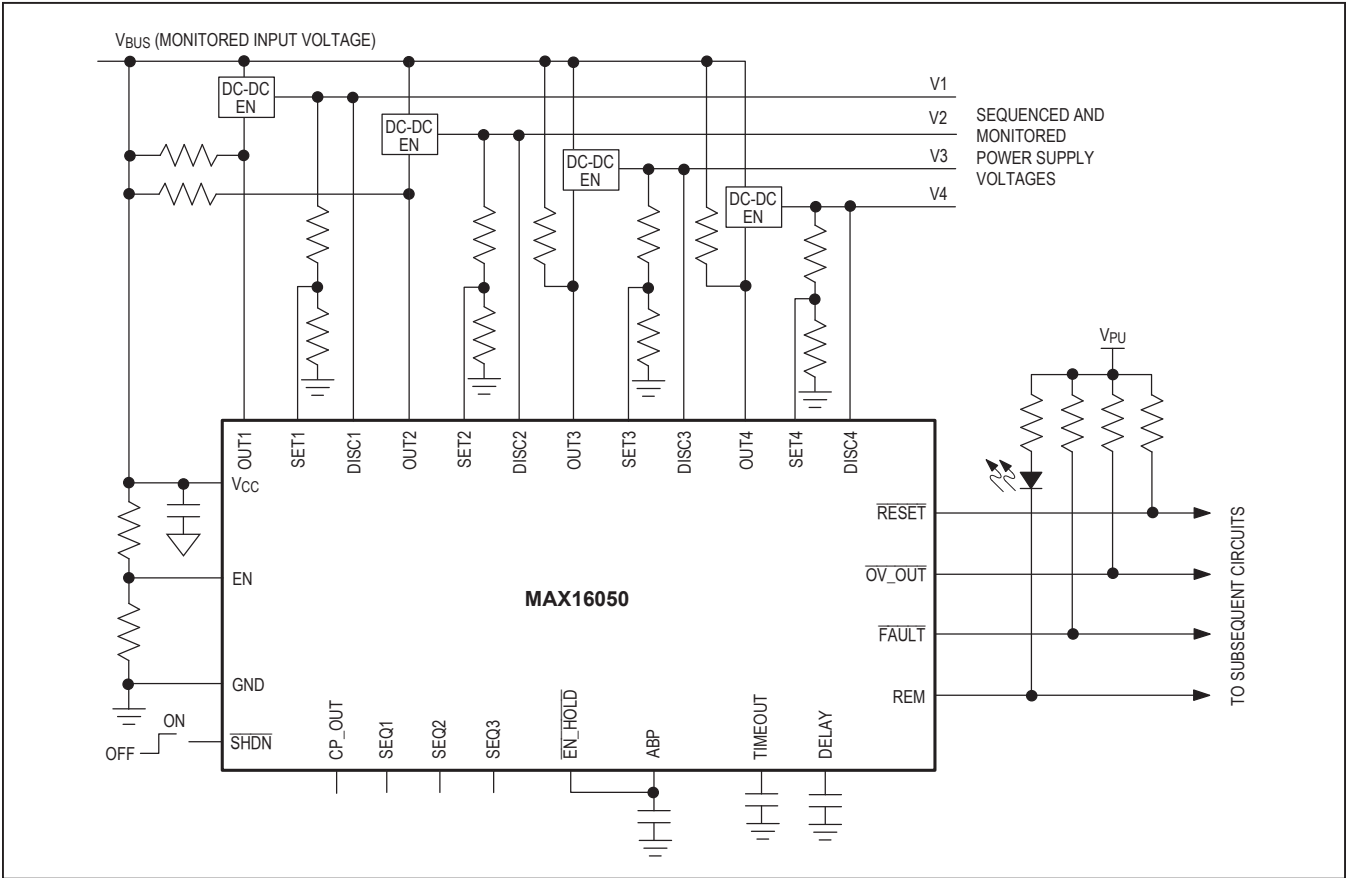 VBUS (MONITORED INPUT VOLTAGE)
DC-DC
EN
V1
DC-DC
EN
V2
SEQUENCED AND
MONITORED
POWER SUPPLY
VOLTAGES
DC-DC
EN
V3
DC-DC
EN
V4
VPU
OUT1
SET1
DISC1
OUT2
SET2
DISC2
OUT3
SET3
DISC3
OUT4
SET4
DISC4
VCC
RESET
EN
OV_OUT
MAX16050
FAULT
GND
REM
TO SUBSEQUENT CIRCUITS
ON
OFF
SHDN
CP_OUT
SEQ1
SEQ2
SEQ3
EN_HOLD
ABP
TIMEOUT
DELAY